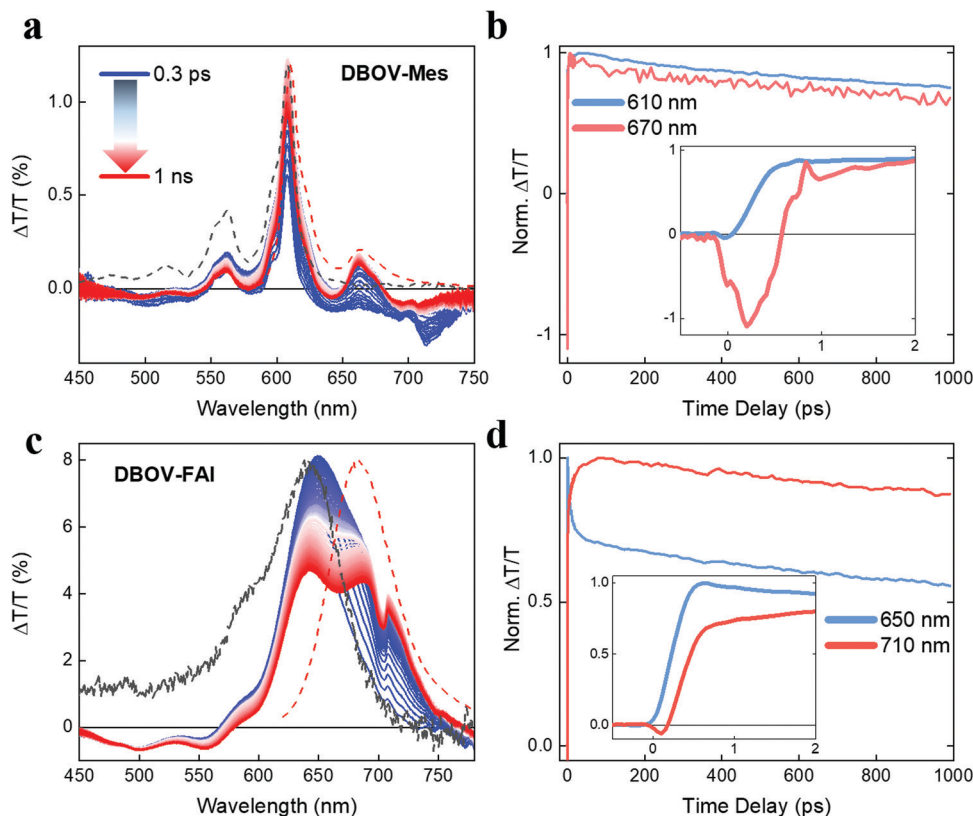 a
0.3 ps
DBOV-Mes
1 ns
ΔT/T (%)
1.0
0.5
0.0
450 500 550 600 650 700 750
Wavelength (nm)
b
1
0
-1
Norm. ΔT/T
610 nm
670 nm
1
0
-1
0 1 2
0 200 400 600 800 1000
Time Delay (ps)
c
DBOV-FAI
ΔT/T (%)
8
6
4
2
0
450 500 550 600 650 700 750
Wavelength (nm)
d
1.0
0.5
0.0
Norm. ΔT/T
650 nm
710 nm
1.0
0.5
0.0
0 1 2
0 200 400 600 800 1000
Time Delay (ps)